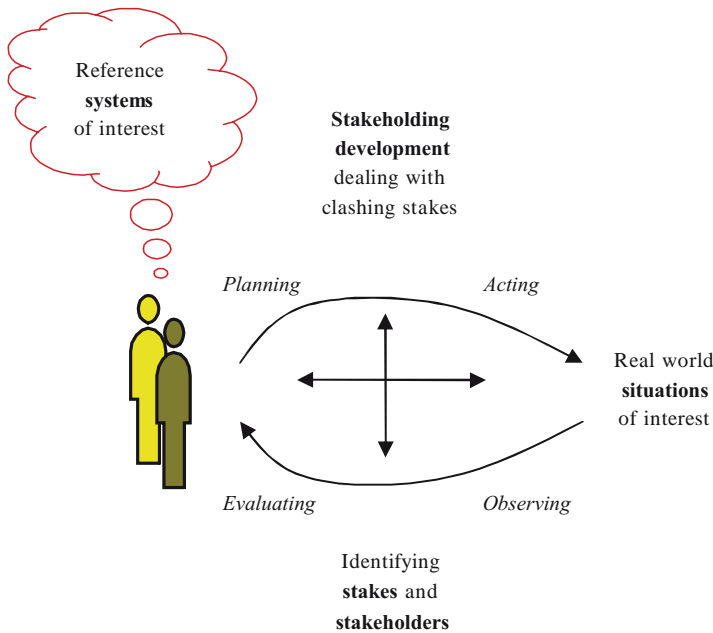 Reference
systems
of interest
Stakeholding
development
dealing with
clashing stakes
Planning
Acting
Real world
situations
of interest
Evaluating
Observing
Identifying
stakes and
stakeholders